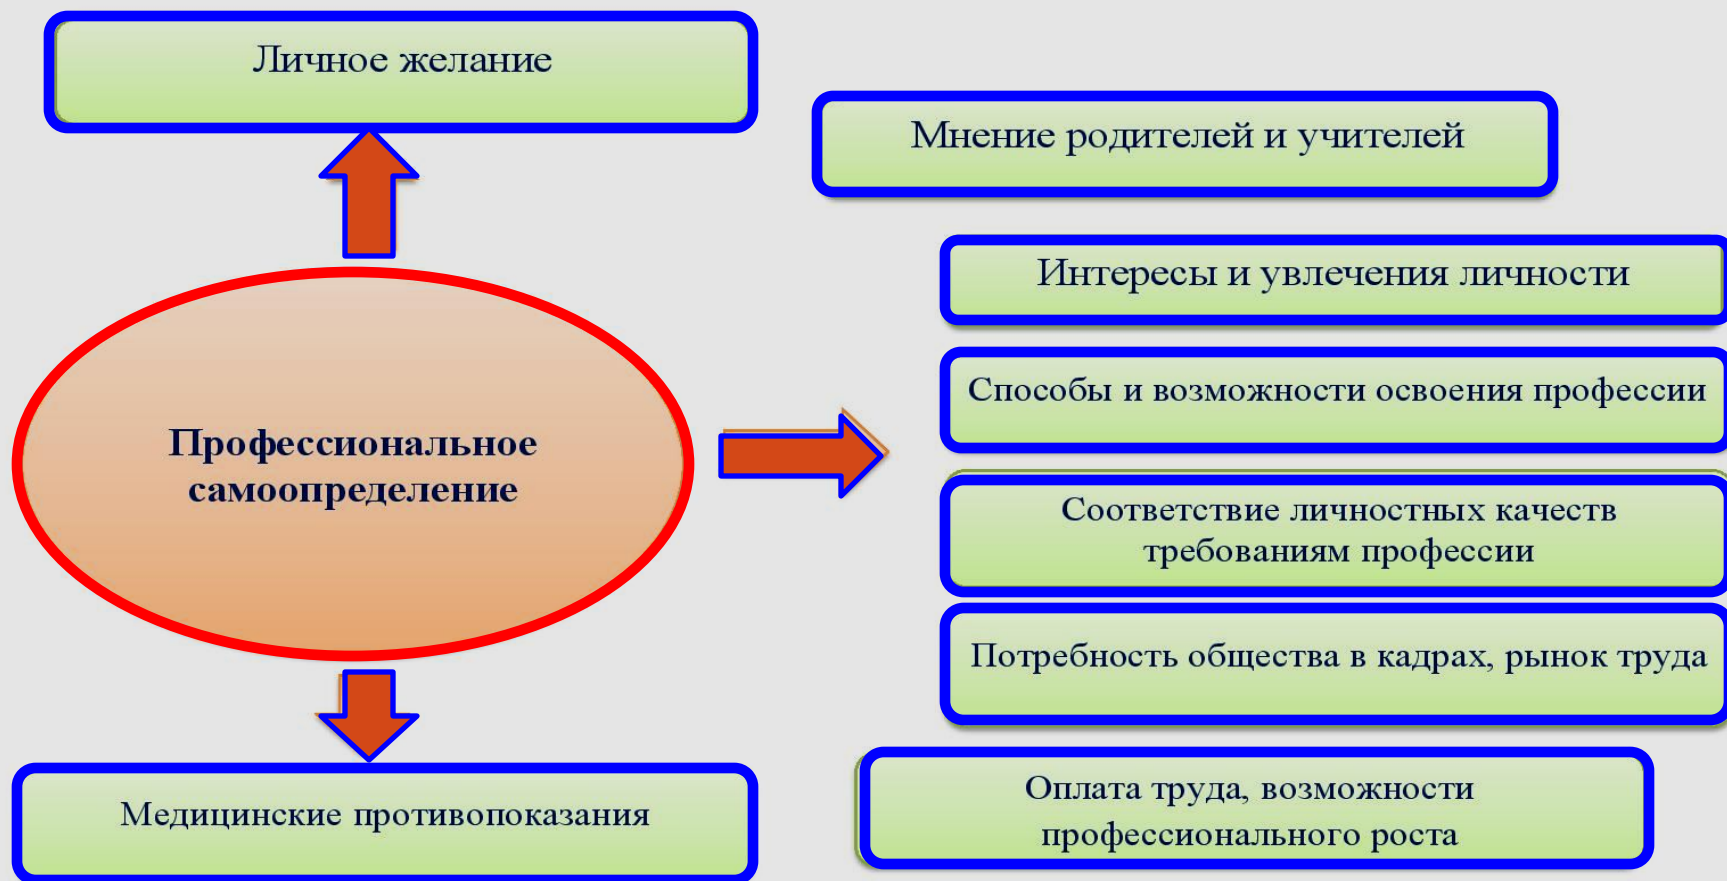 Личное желание
Мнение родителей и учителей
Интересы и увлечения личности
Способы и возможности освоения профессии
Профессиональное
самоопределение
Соответствие личностных качеств
требованиям профессии
Потребность общества в кадрах, рынок труда
Медицинские противопоказания
Оплата труда, возможности
профессионального роста